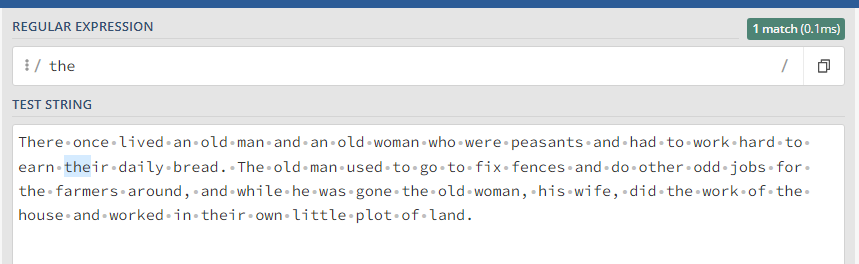 REGULAR EXPRESSION
1 match (0.1ms)
/ the /
TEST STRING
There·once·lived·an·old·man·and·an·old·woman·who·were·peasants·and·had·to·work·hard·to·
earn·their·daily·bread.·The·old·man·used·to·go·to·fix·fences·and·do·other·odd·jobs·for·
the·farmers·around,·and·while·he·was·gone·the·old·woman,·his·wife,·did·the·work·of·the·
house·and·worked·in·their·own·little·plot·of·land.